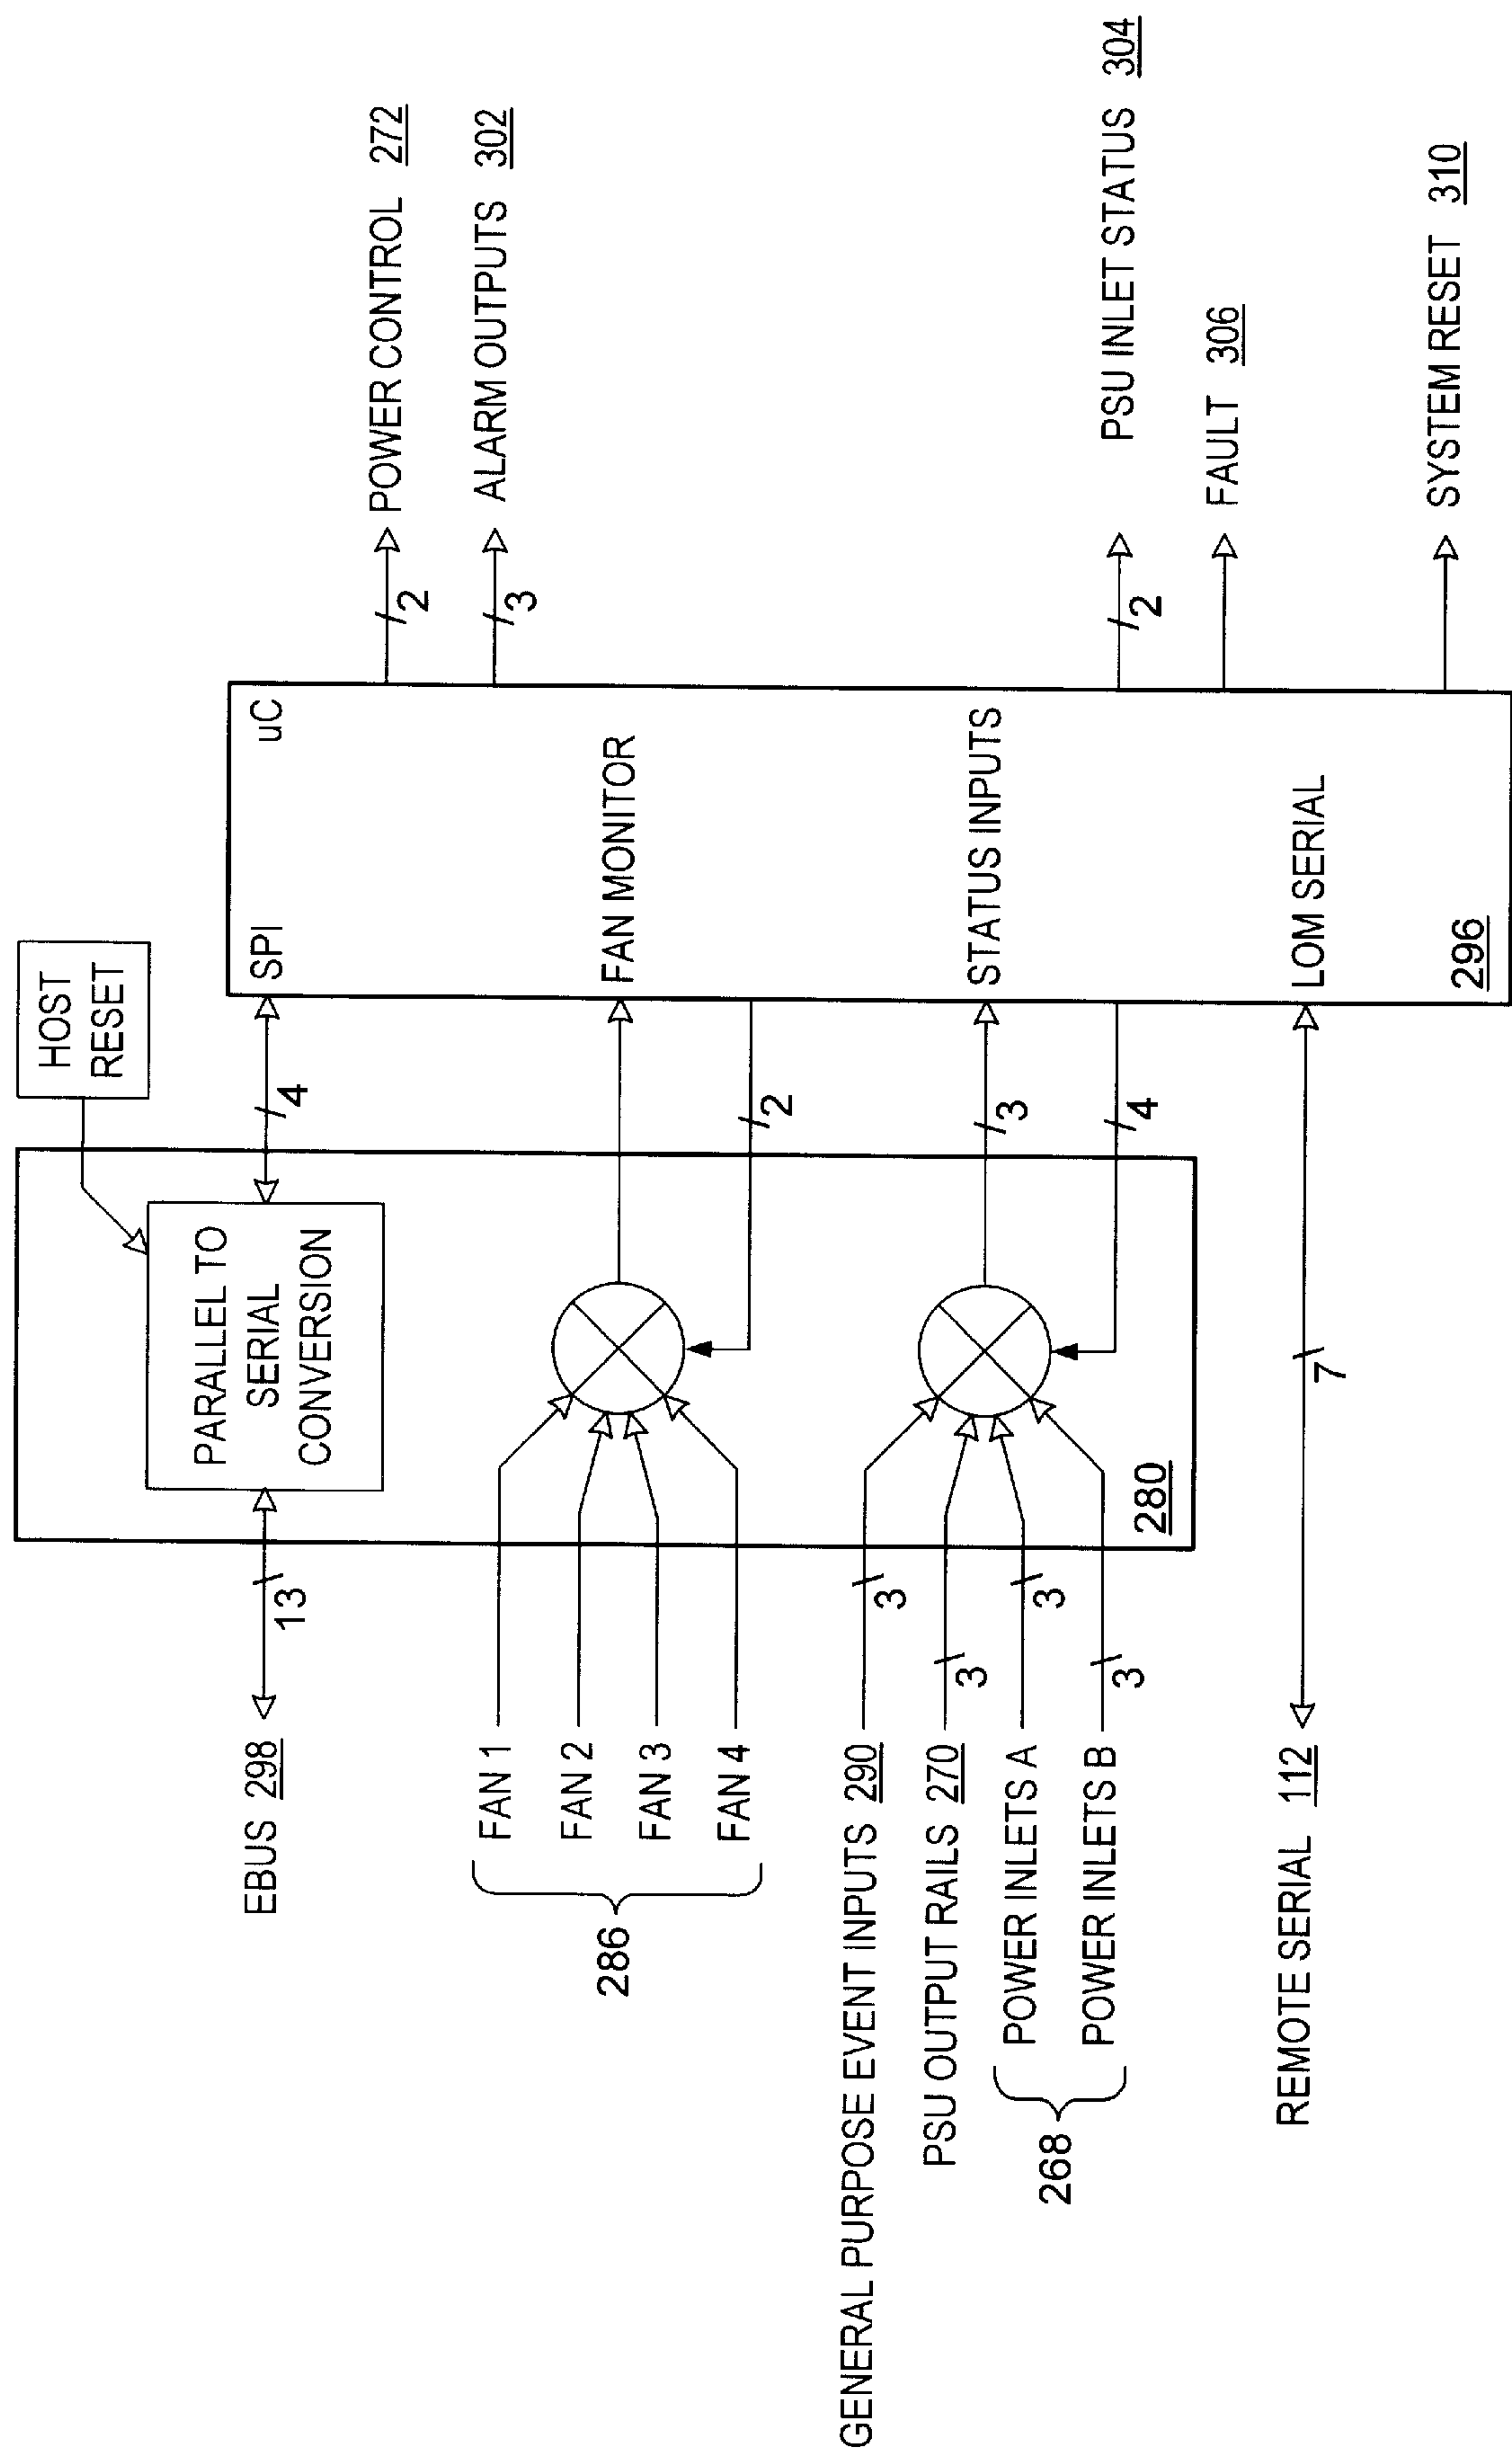 HOST
RESET
PARALLEL TO
SERIAL
CONVERSION
EBUS 298
13
4
SPI
uC
POWER CONTROL 272
2
ALARM OUTPUTS 302
3
FAN 1
FAN 2
FAN 3
FAN 4
286
FAN MONITOR
2
GENERAL PURPOSE EVENT INPUTS 290
3
PSU OUTPUT RAILS 270
3
POWER INLETS A
3
POWER INLETS B
3
268
280
3
STATUS INPUTS
4
PSU INLET STATUS 304
2
FAULT 306
REMOTE SERIAL 112
7
LOM SERIAL
296
SYSTEM RESET 310